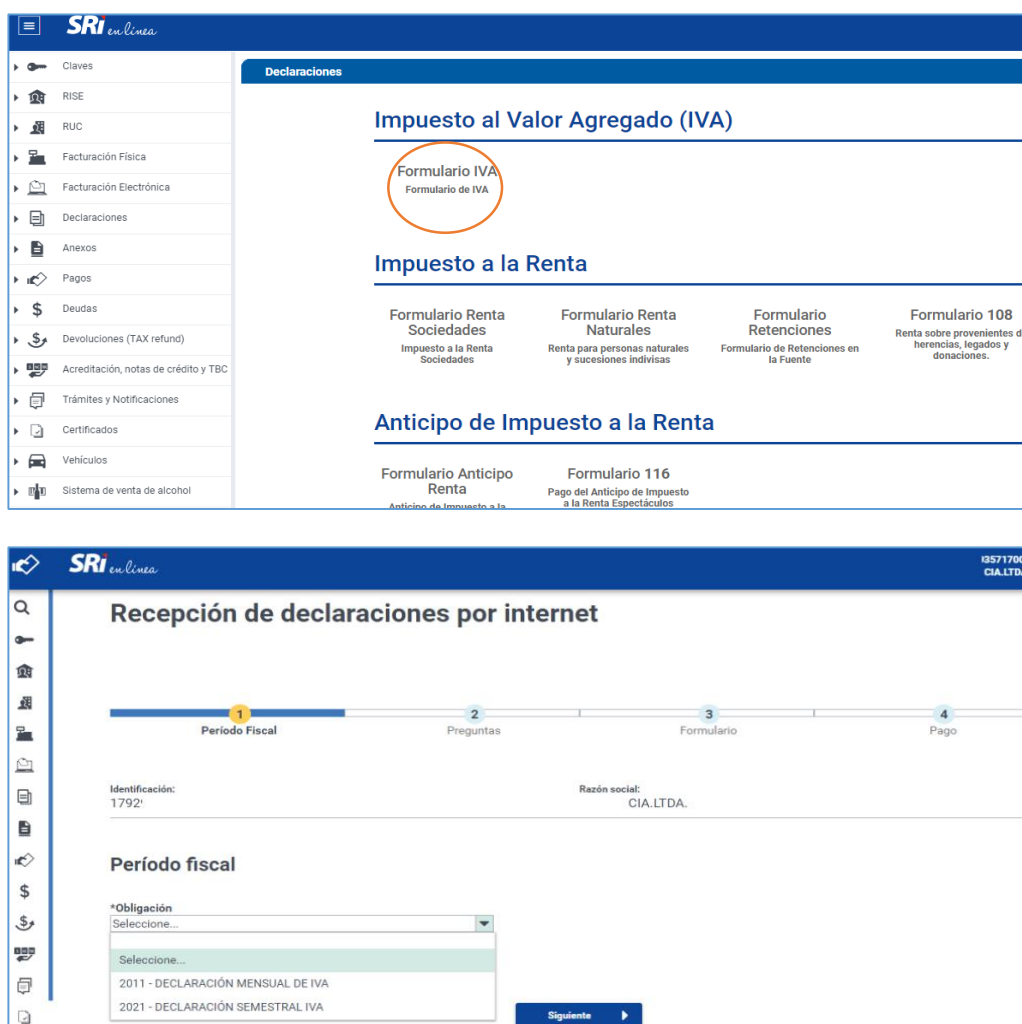 SRi en línea
Claves
RISE
RUC
Facturación Física
Facturación Electrónica
Declaraciones
Anexos
Pagos
Deudas
Devoluciones (TAX refund)
Acreditación, notas de crédito y TBC
Trámites y Notificaciones
Certificados
Vehículos
Sistema de venta de alcohol
Declaraciones
Impuesto al Valor Agregado (IVA)
Formulario IVA
Formulario de IVA
Impuesto a la Renta
Formulario Renta
Sociedades
Impuesto a la Renta
Sociedades
Formulario Renta
Naturales
Renta para personas naturales
y sucesiones indivisas
Formulario
Retenciones
Formulario de Retenciones en
la Fuente
Formulario 108
Renta sobre provenientes d
herencias, legados y
donaciones.
Anticipo de Impuesto a la Renta
Formulario Anticipo
Renta
Anticipo de Impuesto a la
Formulario 116
Pago del Anticipo de Impuesto
a la Renta Espectáculos
SRi en línea
CIA.LTD
Recepción de declaraciones por internet
1
Período Fiscal
2
Preguntas
3
Formulario
4
Pago
Identificación:
1792
Razón social:
CIA.LTDA.
Período fiscal
*Obligación
Seleccione...
Seleccione...
2011 - DECLARACIÓN MENSUAL DE IVA
2021 - DECLARACIÓN SEMESTRAL IVA
Siguiente